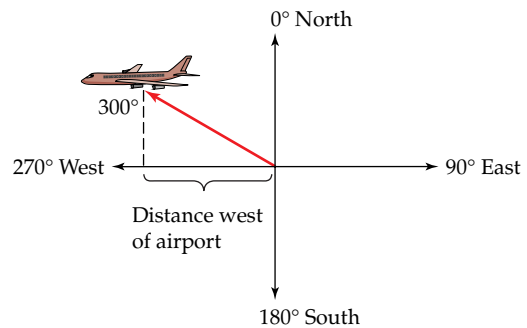 0° North
300°
270° West
90° East
Distance west
of airport
180° South